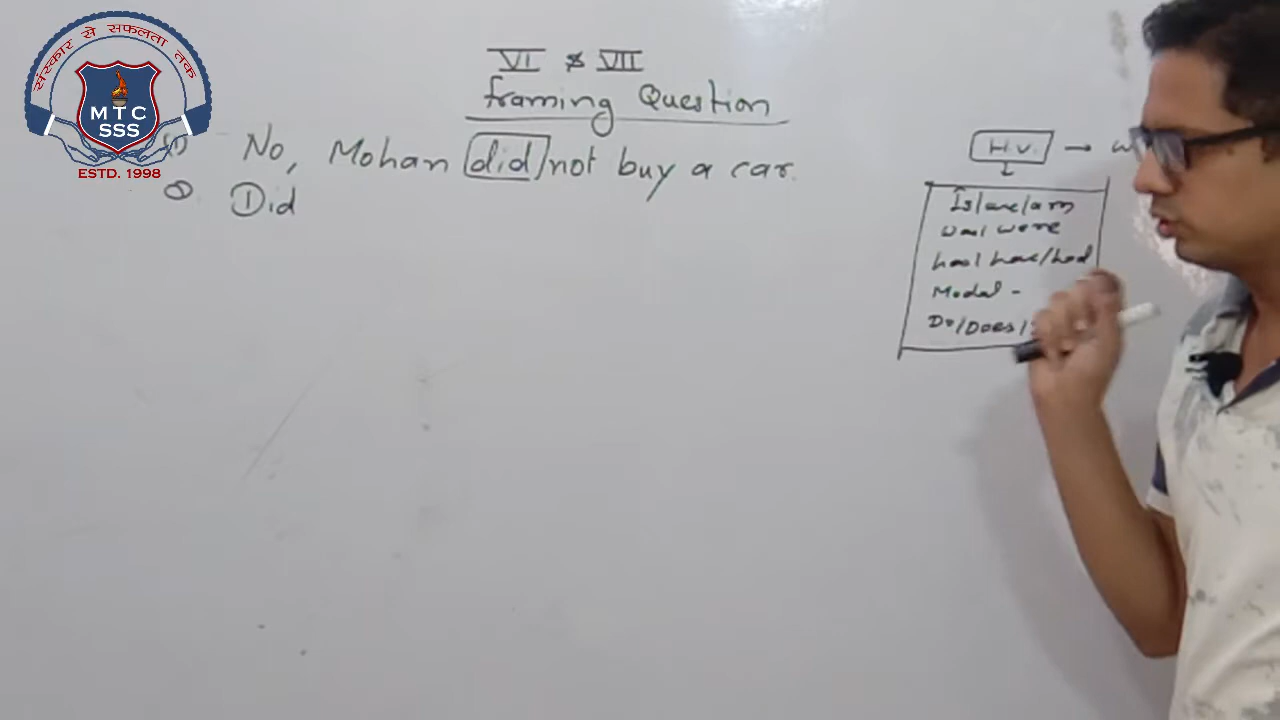 संस्कार से सफलता तक
MTC
SSS
ESTD. 1998
VI & VII
framing Question
(1) No, Mohan did not buy a car.
Did
H.V. → w
Is/are/am
was/were
has/have/had
Modal -
Do/Does/